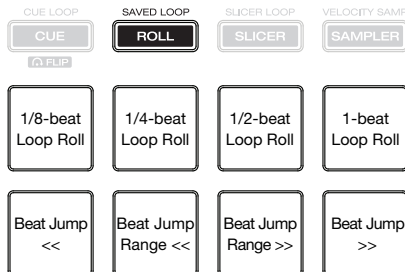 CUE LOOP SAVED LOOP SLICER LOOP VELOCITY SAMP
CUE ROLL SLICER SAMPLER
FLIP
1/8-beat 1/4-beat 1/2-beat 1-beat
Loop Roll Loop Roll Loop Roll Loop Roll
Beat Jump Beat Jump Beat Jump Beat Jump
<< Range << Range >> >>